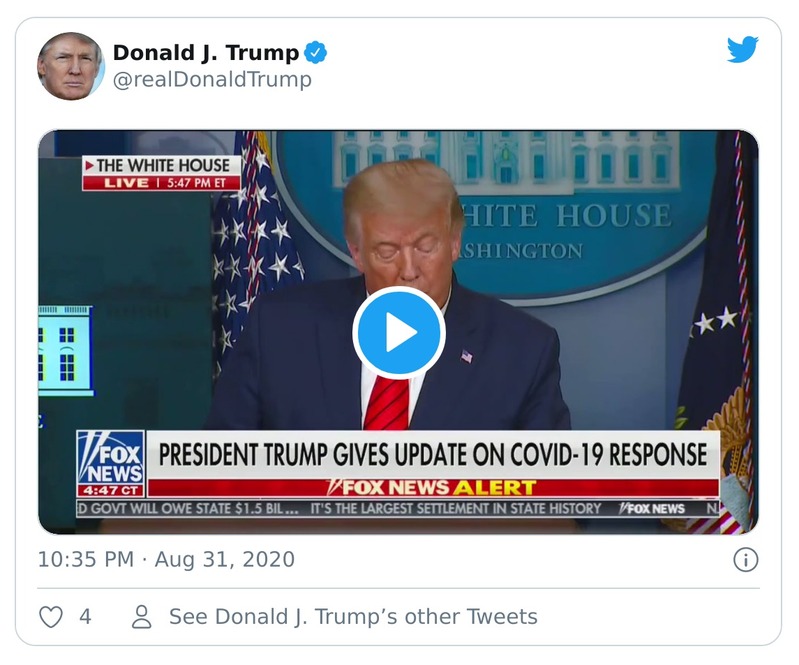 Donald J. Trump
@realDonaldTrump
THE WHITE HOUSE
LIVE | 5:47 PM ET
HITE HOUSE
SHINGTON
FOX
NEWS
4:47 CT
PRESIDENT TRUMP GIVES UPDATE ON COVID-19 RESPONSE
FOX NEWS ALERT
D GOVT WILL OWE STATE $1.5 BIL... IT'S THE LARGEST SETTLEMENT IN STATE HISTORY FOX NEWS N
10:35 PM · Aug 31, 2020
4
See Donald J. Trump’s other Tweets